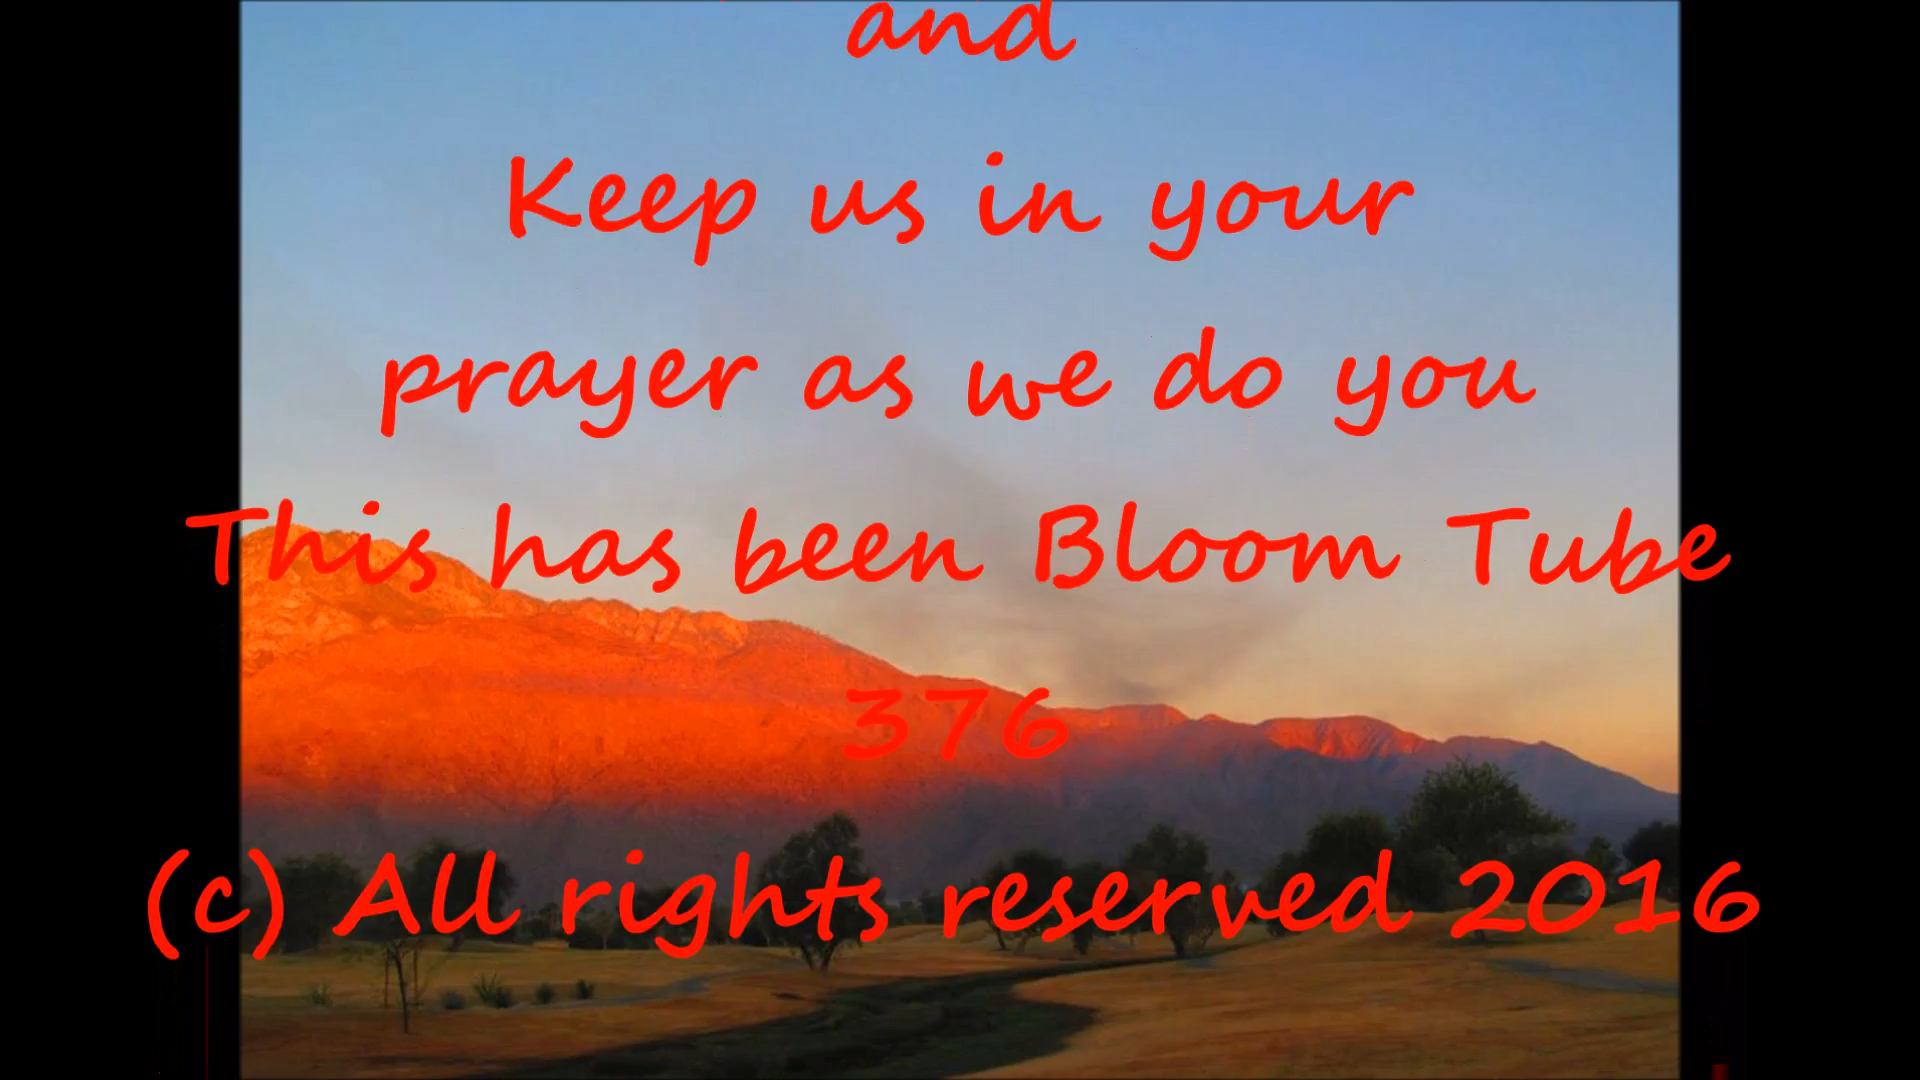 and
Keep us in your
prayer as we do you
This has been Bloom Tube
376
(c) All rights reserved 2016